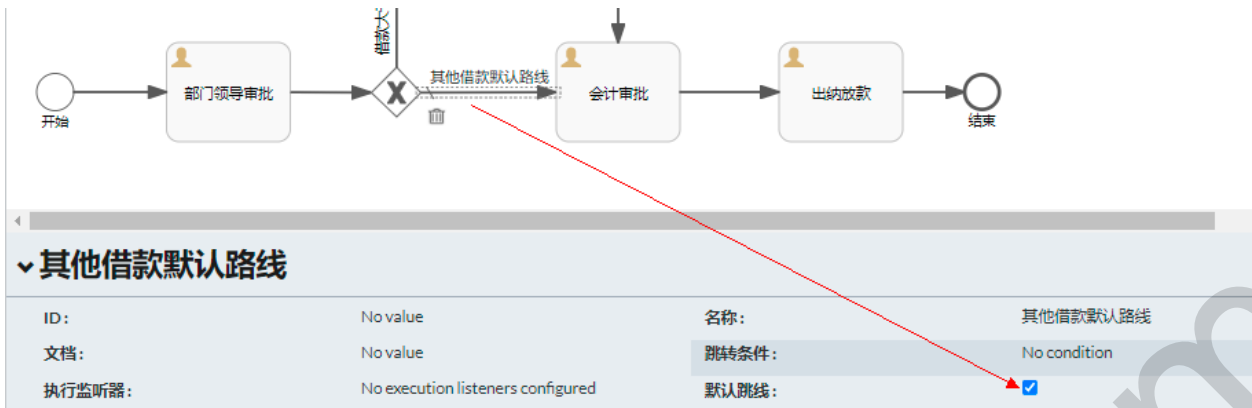 借款大
其他借款默认路线
部门领导审批
X
会计审批
出纳放款
开始
结束
其他借款默认路线
ID: No value 名称: 其他借款默认路线
文档: No value 跳转条件: No condition
执行监听器: No execution listeners configured 默认跳线:
m